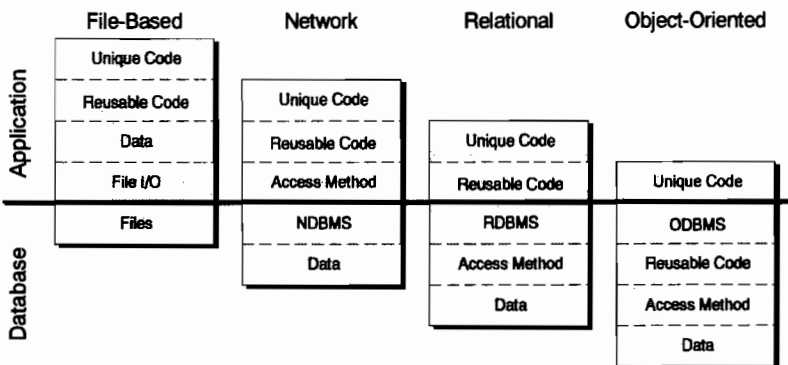 File-Based
Network
Relational
Object-Oriented
Application
Database
Unique Code
Reusable Code
Data
File I/O
Files
Unique Code
Reusable Code
Access Method
NDBMS
Data
Unique Code
Reusable Code
RDBMS
Access Method
Data
Unique Code
ODBMS
Reusable Code
Access Method
Data